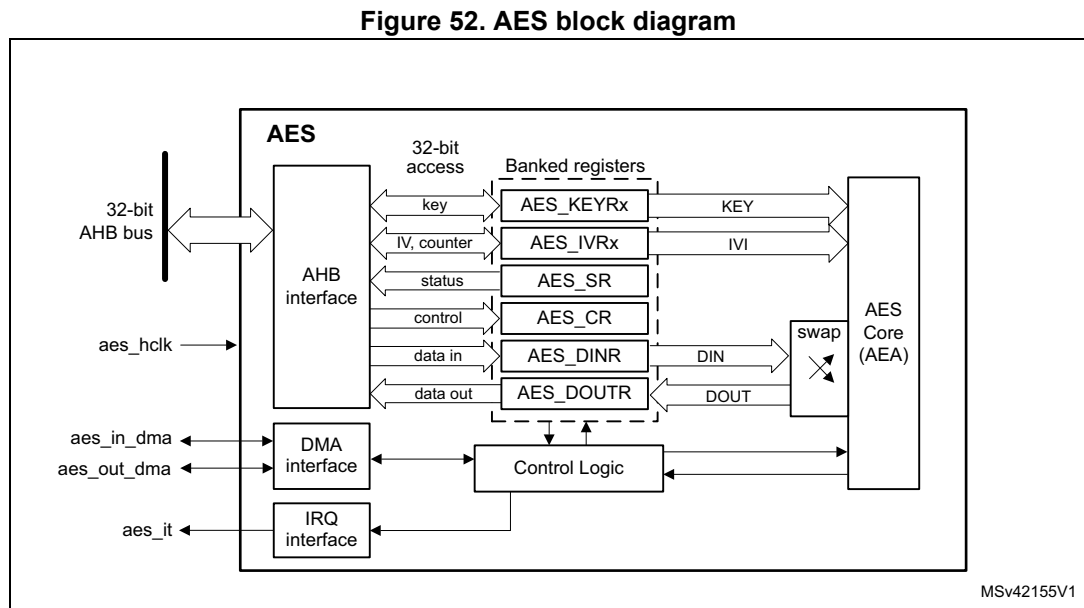 Figure 52. AES block diagram
AES
32-bit
access
Banked registers
32-bit
AHB bus
AHB
interface
key
AES_KEYRx
KEY
IV, counter
AES_IVRx
IVI
status
AES_SR
control
AES_CR
data in
AES_DINR
DIN
data out
AES_DOUTR
DOUT
swap
AES
Core
(AEA)
aes_hclk
aes_in_dma
aes_out_dma
DMA
interface
Control Logic
aes_it
IRQ
interface
MSv42155V1